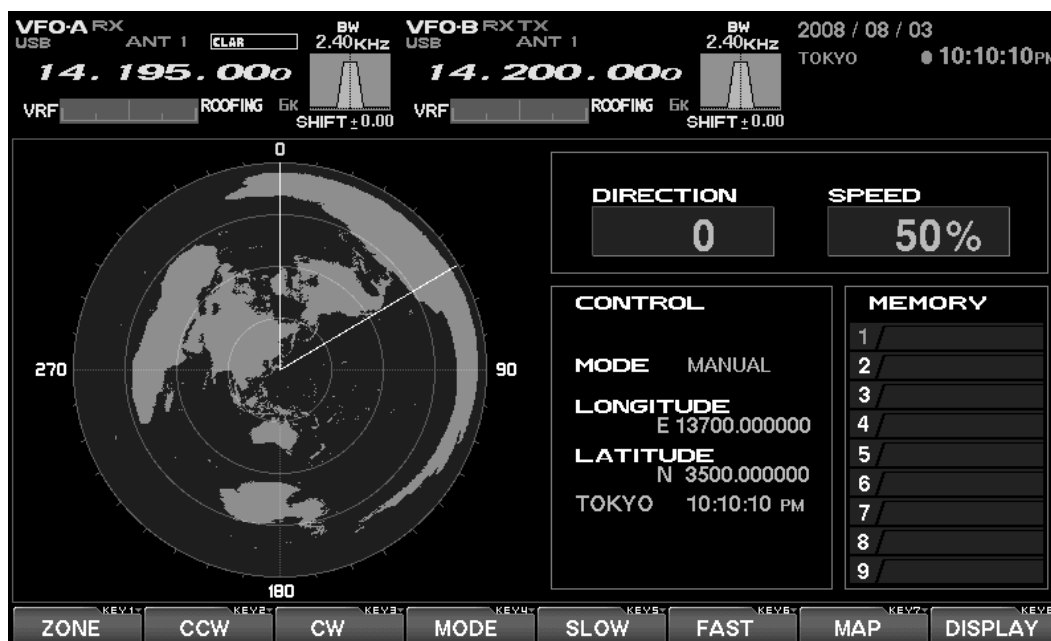 VFO-A RX
USB ANT 1 CLAR
BW
2.40KHz
14.195.000
VRF ROOFING БК
SHIFT ± 0.00
VFO-B RX TX
USB ANT 1
BW
2.40KHz
14.200.000
VRF ROOFING БК
SHIFT ± 0.00
2008 / 08 / 03
TOKYO 10:10:10PM
0
270
90
180
DIRECTION
0
SPEED
50%
CONTROL
MODE MANUAL
LONGITUDE
E 13700.000000
LATITUDE
N 3500.000000
TOKYO 10:10:10 PM
MEMORY
1
2
3
4
5
6
7
8
9
KEY1 KEY2 KEY3 KEY4 KEY5 KEY6 KEY7 KEY8
ZONE CCW CW MODE SLOW FAST MAP DISPLAY